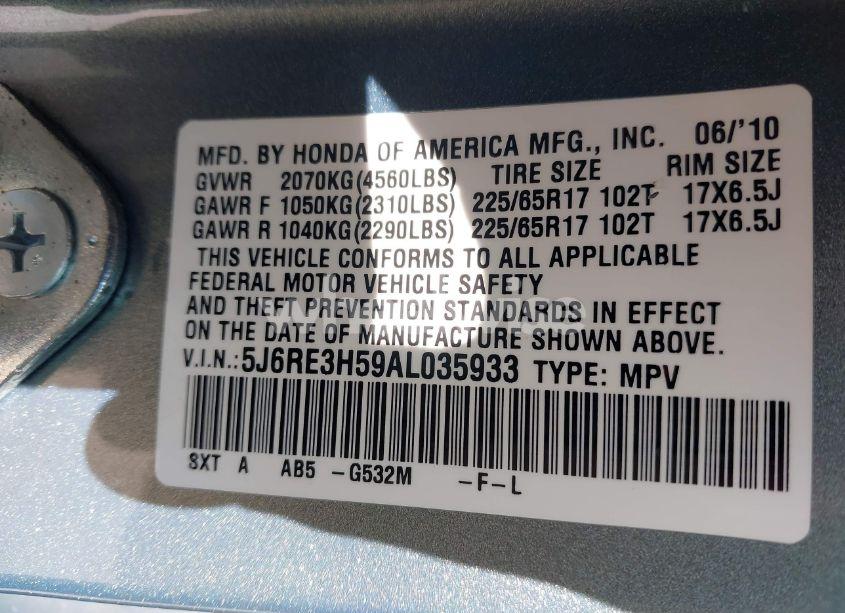 MFD. BY HONDA OF AMERICA MFG., INC. 06/'10
GVWR 2070KG(4560LBS) TIRE SIZE RIM SIZE
GAWR F 1050KG(2310LBS) 225/65R17 102T 17X6.5J
GAWR R 1040KG(2290LBS) 225/65R17 102T 17X6.5J
THIS VEHICLE CONFORMS TO ALL APPLICABLE
FEDERAL MOTOR VEHICLE SAFETY
AND THEFT PREVENTION STANDARDS IN EFFECT
ON THE DATE OF MANUFACTURE SHOWN ABOVE.
V.I.N.: 5J6RE3H59AL035933 TYPE: MPV
SXT A AB5 -G532M -F-L